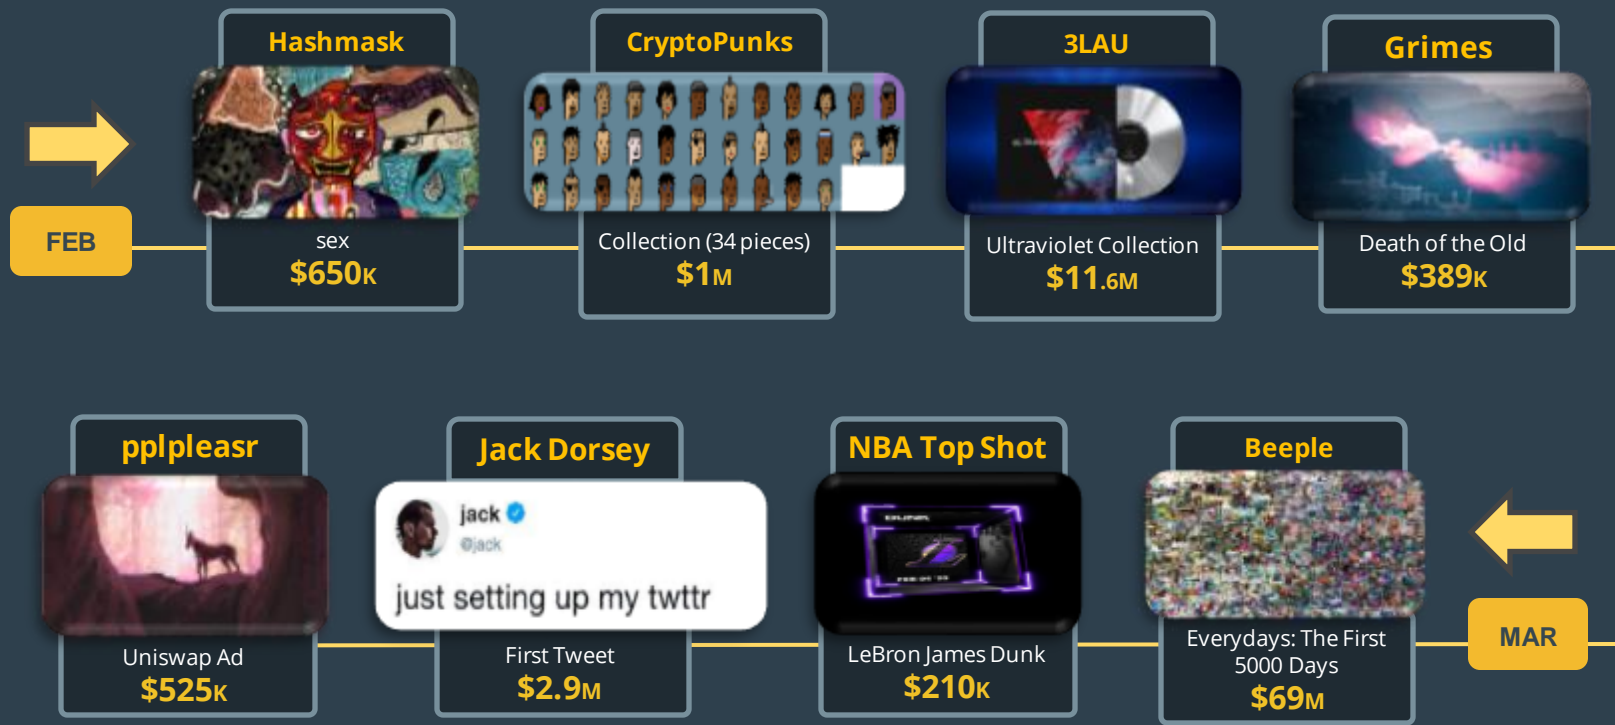 Hashmask
CryptoPunks
3LAU
Grimes
FEB
sex
$650K
Collection (34 pieces)
$1M
Ultraviolet Collection
$11.6M
Death of the Old
$389K
pplpleasr
Jack Dorsey
NBA Top Shot
Beeple
jack
@jack
just setting up my twttr
DUNK
MAR
Uniswap Ad
$525K
First Tweet
$2.9M
LeBron James Dunk
$210K
Everydays: The First
5000 Days
$69M